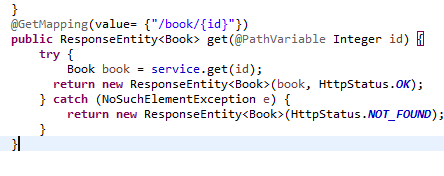 }
@GetMapping(value= {"/book/{id}"})
public ResponseEntity<Book> get(@PathVariable Integer id) {
try {
Book book = service.get(id);
return new ResponseEntity<Book>(book, HttpStatus.OK);
} catch (NoSuchElementException e) {
return new ResponseEntity<Book>(HttpStatus.NOT_FOUND);
}
}